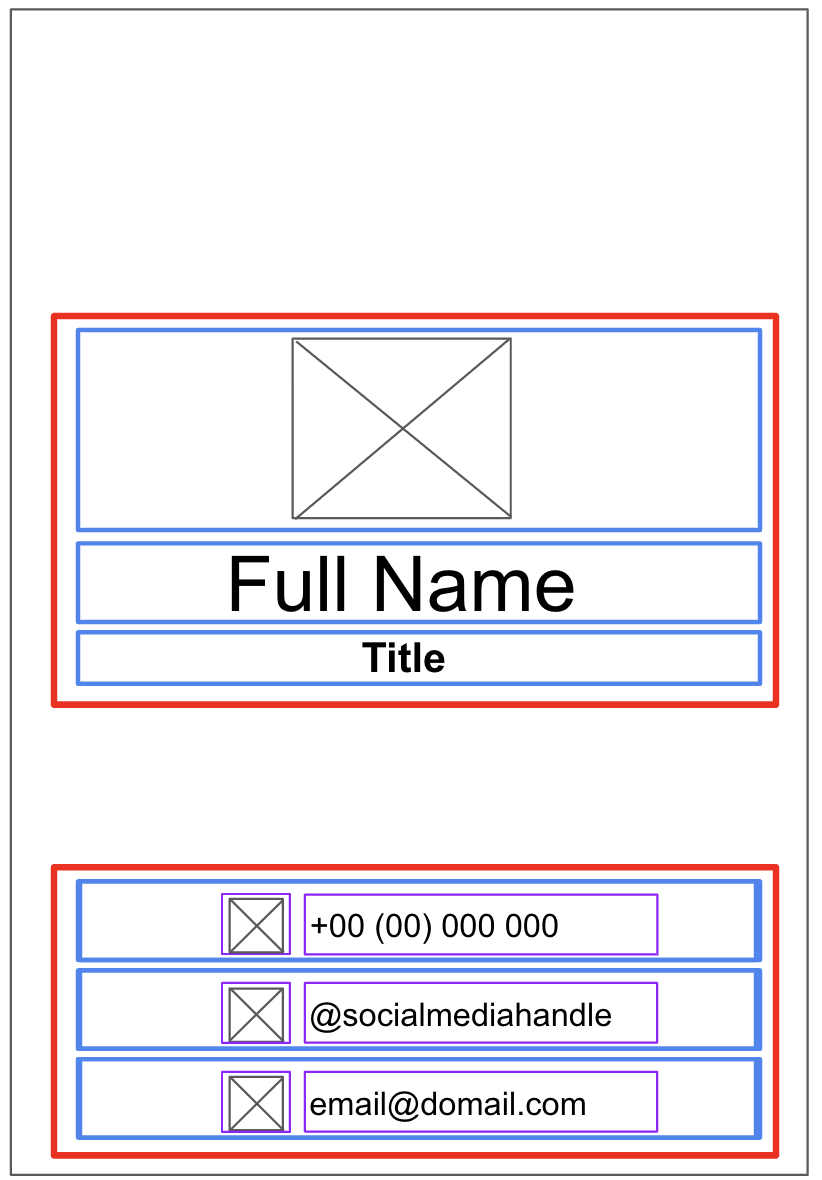 Full Name
Title
+00 (00) 000 000
@socialmediahandle
email@domail.com